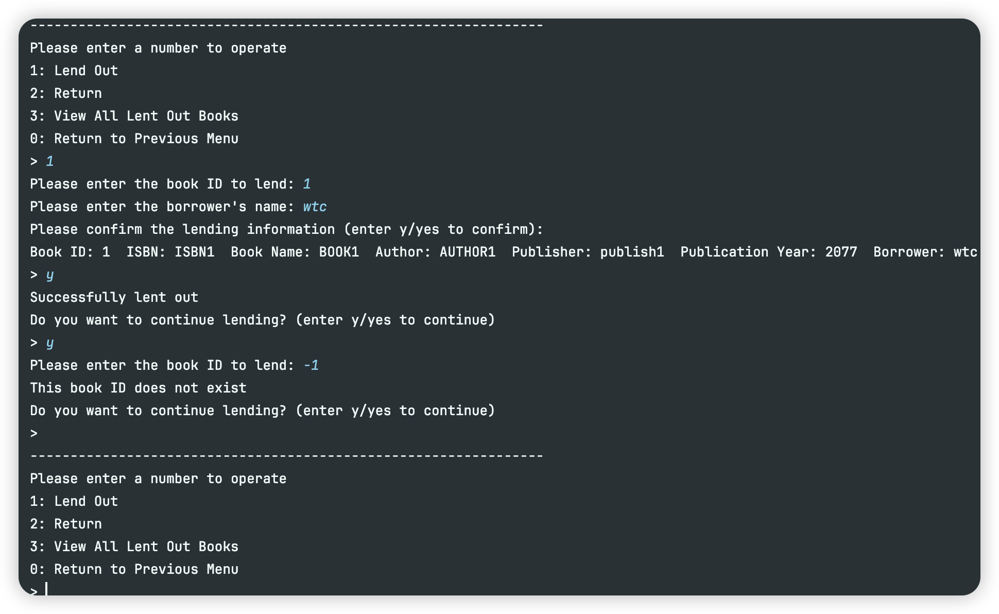 ----------------------------------------------------------------
Please enter a number to operate
1: Lend Out
2: Return
3: View All Lent Out Books
0: Return to Previous Menu
> 1
Please enter the book ID to lend: 1
Please enter the borrower's name: wtc
Please confirm the lending information (enter y/yes to confirm):
Book ID: 1  ISBN: ISBN1  Book Name: BOOK1  Author: AUTHOR1  Publisher: publish1  Publication Year: 2077  Borrower: wtc
> y
Successfully lent out
Do you want to continue lending? (enter y/yes to continue)
> y
Please enter the book ID to lend: -1
This book ID does not exist
Do you want to continue lending? (enter y/yes to continue)
>
----------------------------------------------------------------
Please enter a number to operate
1: Lend Out
2: Return
3: View All Lent Out Books
0: Return to Previous Menu
>